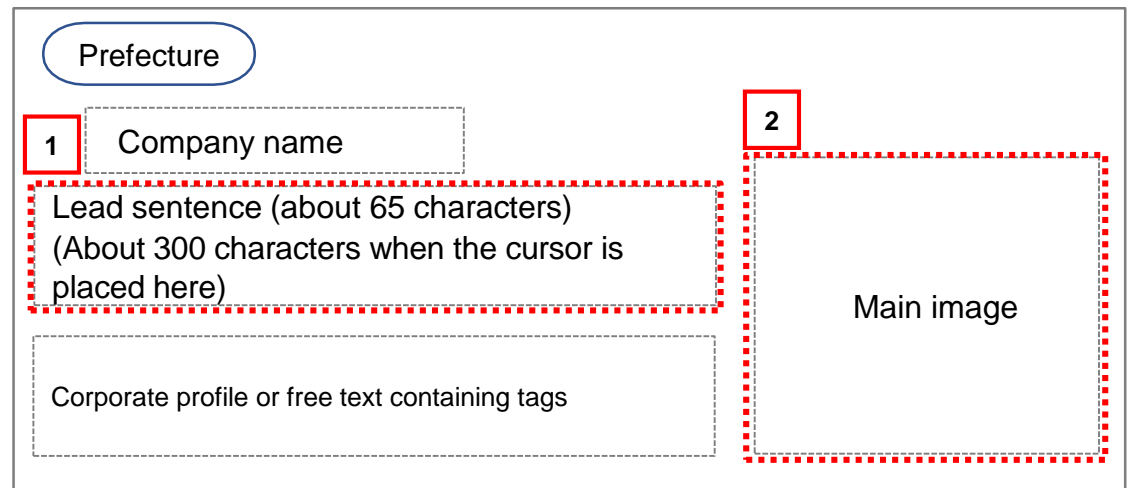 Prefecture
1
Company name
2
Lead sentence (about 65 characters)
(About 300 characters when the cursor is
placed here)
Main image
Corporate profile or free text containing tags